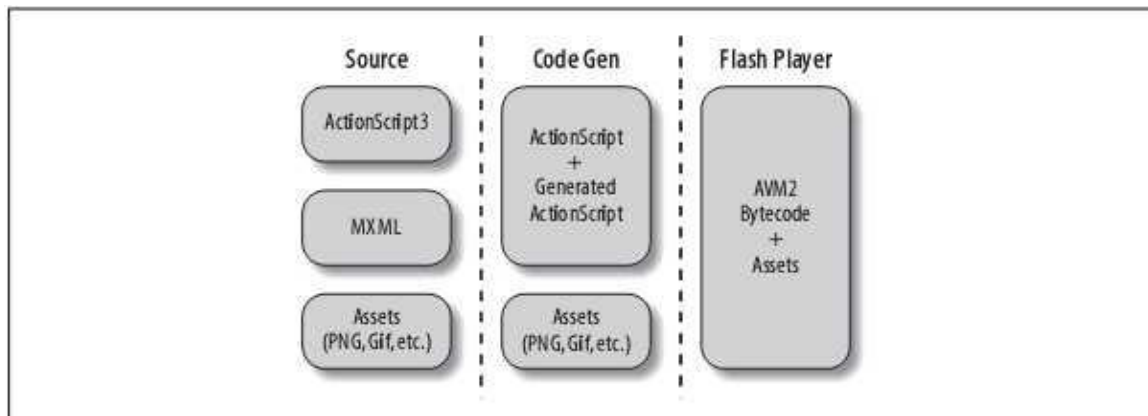 Source
ActionScript3
MXML
Assets
(PNG,Gif,etc.)
Code Gen
ActionScript
+
Generated
ActionScript
Assets
(PNG,Gif,etc.)
Flash Player
AVM2
Bytecode
+
Assets